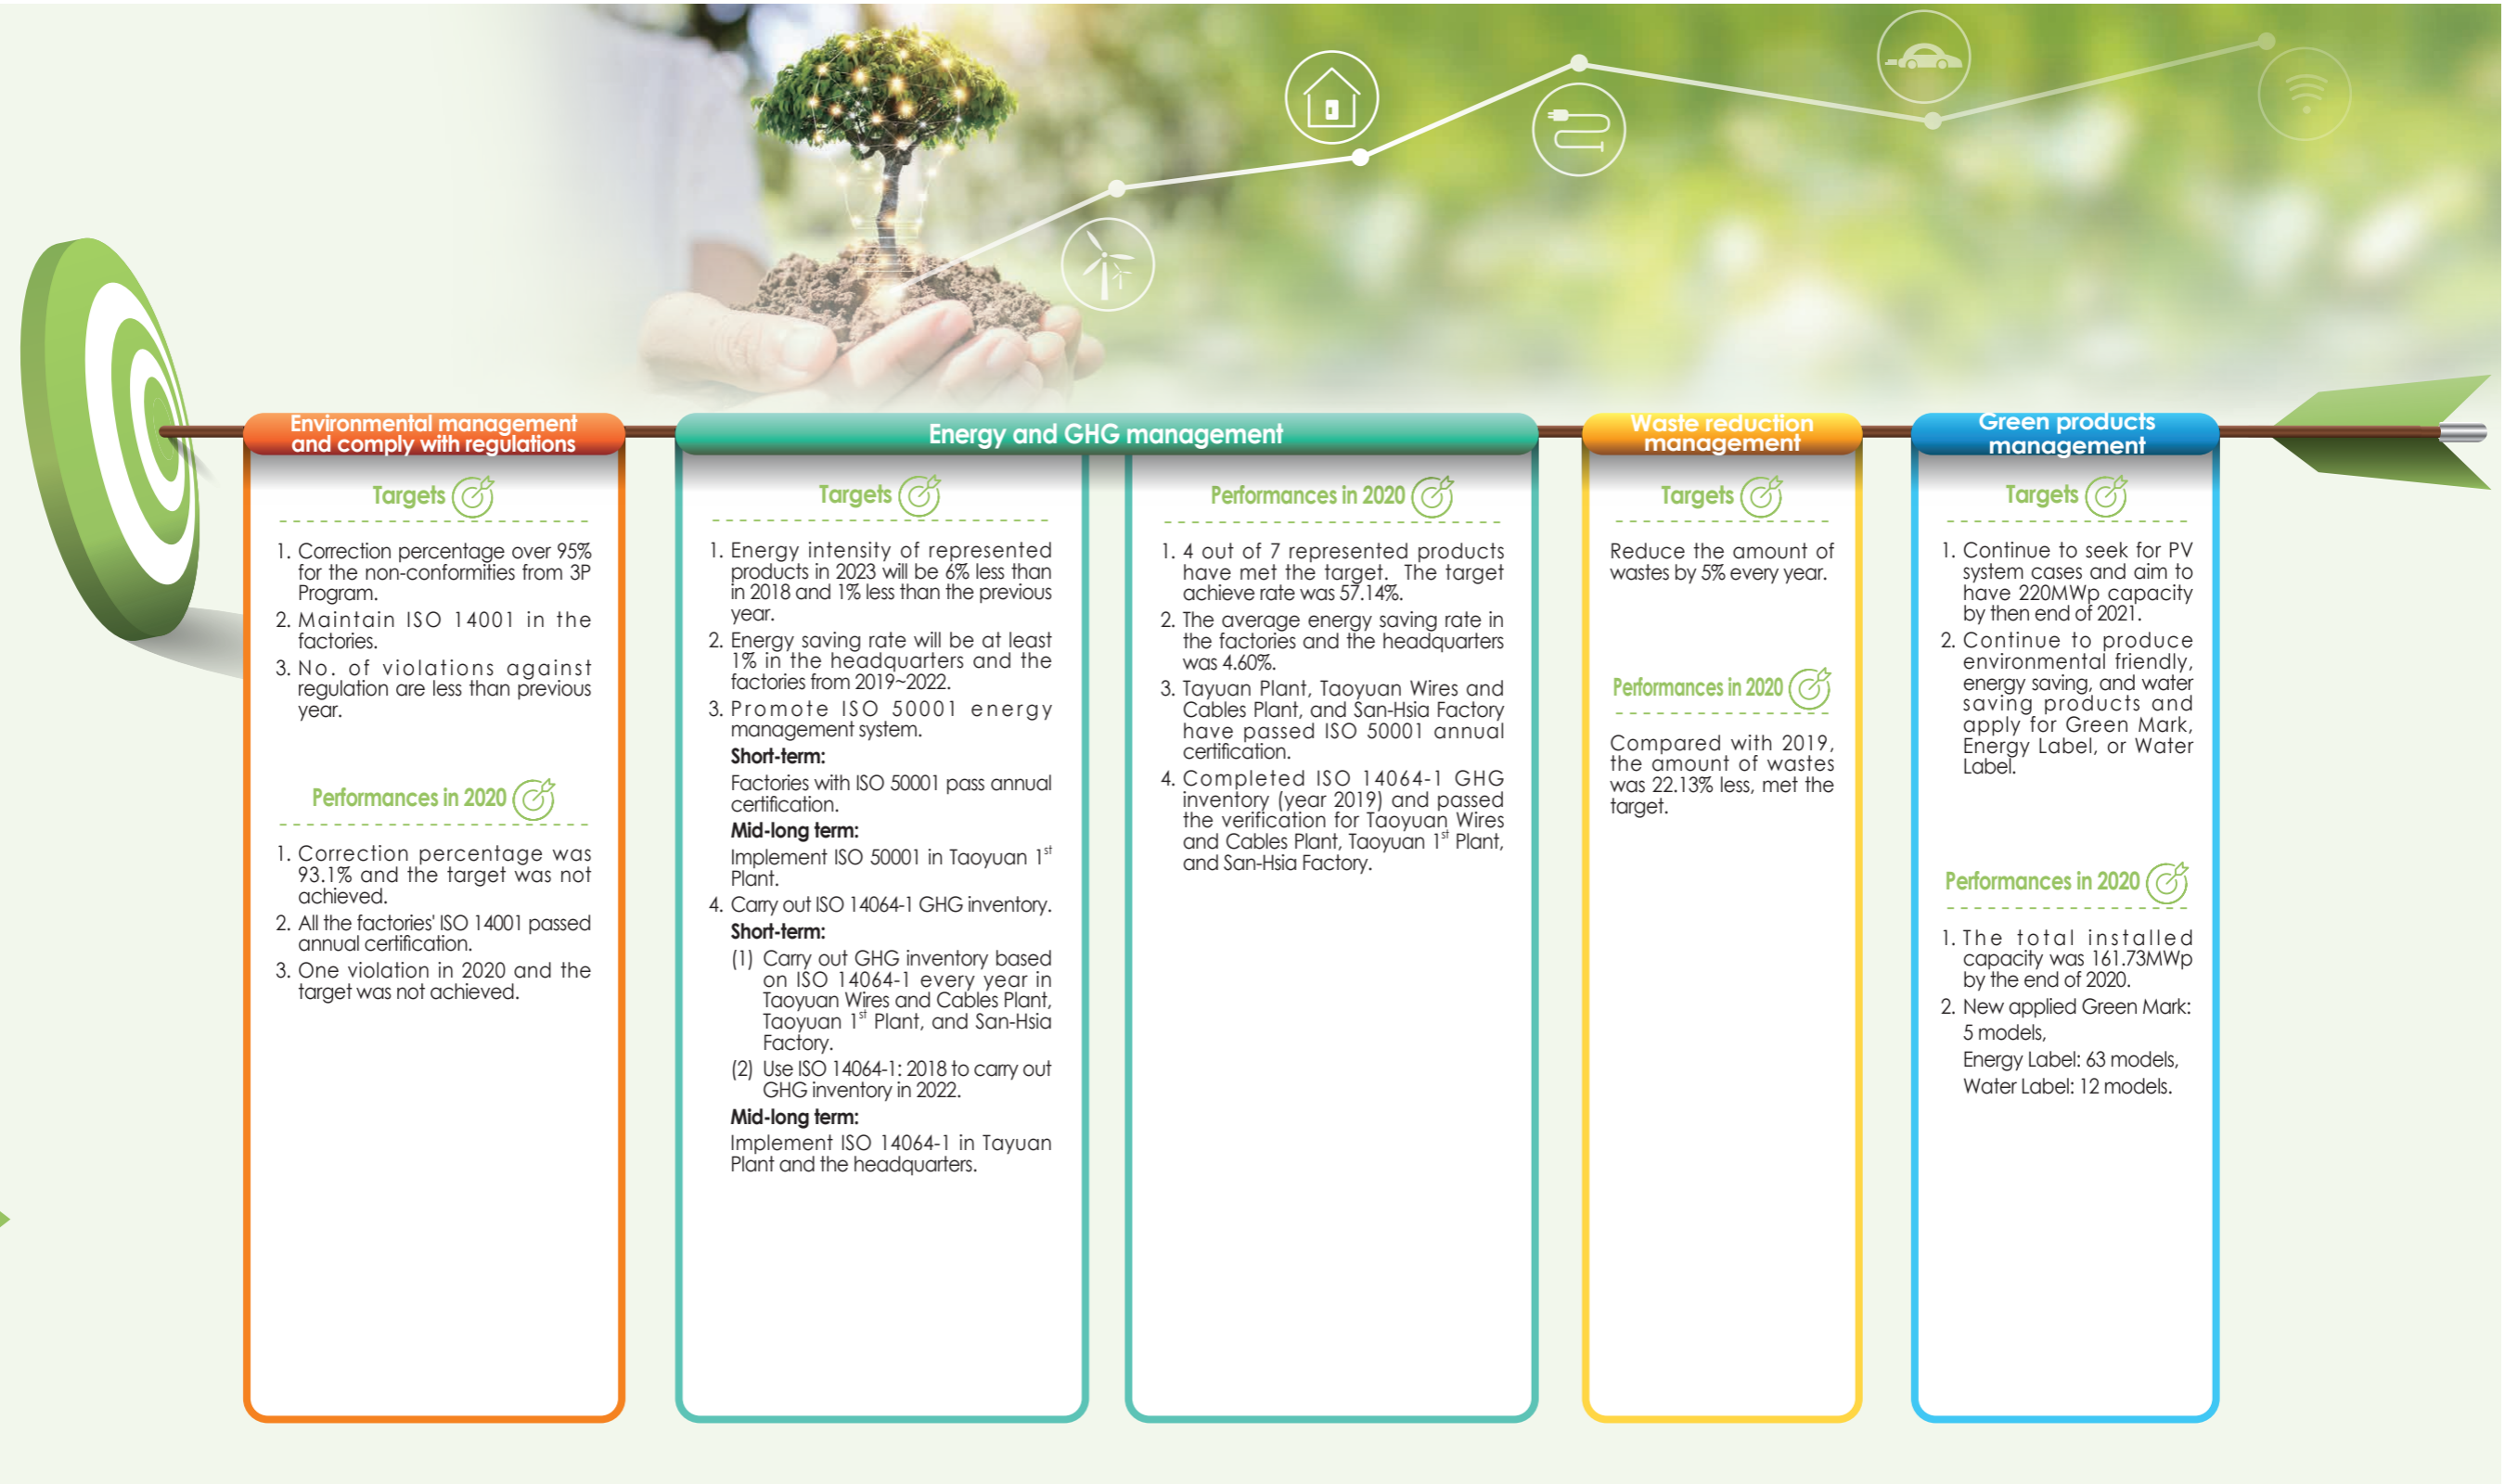 Environmental management
and comply with regulations
Targets
1. Correction percentage over 95%
for the non-conformities from 3P
Program.
2. Maintain ISO 14001 in the
factories.
3. No. of violations against
regulation are less than previous
year.
Performances in 2020
1. Correction percentage was
93.1% and the target was not
achieved.
2. All the factories' ISO 14001 passed
annual certification.
3. One violation in 2020 and the
target was not achieved.
Energy and GHG management
Targets
1. Energy intensity of represented
products in 2023 will be 6% less than
in 2018 and 1% less than the previous
year.
2. Energy saving rate will be at least
1% in the headquarters and the
factories from 2019~2022.
3. Promote ISO 50001 energy
management system.
Short-term:
Factories with ISO 50001 pass annual
certification.
Mid-long term:
Implement ISO 50001 in Taoyuan 1st
Plant.
4. Carry out ISO 14064-1 GHG inventory.
Short-term:
(1) Carry out GHG inventory based
on ISO 14064-1 every year in
Taoyuan Wires and Cables Plant,
Taoyuan 1st Plant, and San-Hsia
Factory.
(2) Use ISO 14064-1: 2018 to carry out
GHG inventory in 2022.
Mid-long term:
Implement ISO 14064-1 in Tayuan
Plant and the headquarters.
Performances in 2020
1. 4 out of 7 represented products
have met the target. The target
achieve rate was 57.14%.
2. The average energy saving rate in
the factories and the headquarters
was 4.60%.
3. Tayuan Plant, Taoyuan Wires and
Cables Plant, and San-Hsia Factory
have passed ISO 50001 annual
certification.
4. Completed ISO 14064-1 GHG
inventory (year 2019) and passed
the verification for Taoyuan Wires
and Cables Plant, Taoyuan 1st Plant,
and San-Hsia Factory.
Waste reduction
management
Targets
Reduce the amount of
wastes by 5% every year.
Performances in 2020
Compared with 2019,
the amount of wastes
was 22.13% less, met the
target.
Green products
management
Targets
1. Continue to seek for PV
system cases and aim to
have 220MWp capacity
by then end of 2021.
2. Continue to produce
environmental friendly,
energy saving, and water
saving products and
apply for Green Mark,
Energy Label, or Water
Label.
Performances in 2020
1. The total installed
capacity was 161.73MWp
by the end of 2020.
2. New applied Green Mark:
5 models,
Energy Label: 63 models,
Water Label: 12 models.